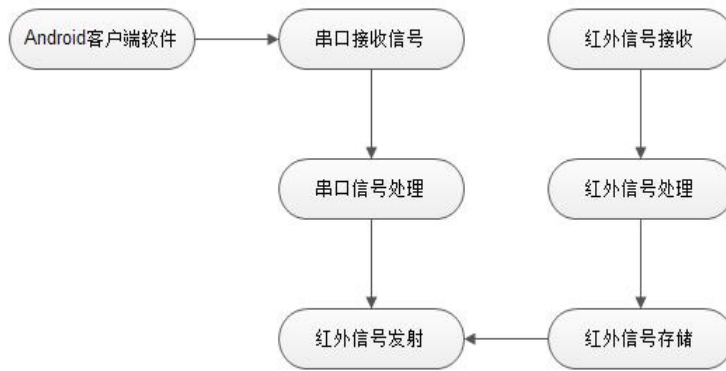 Android客户端软件
串口接收信号
红外信号接收
串口信号处理
红外信号处理
红外信号发射
红外信号存储